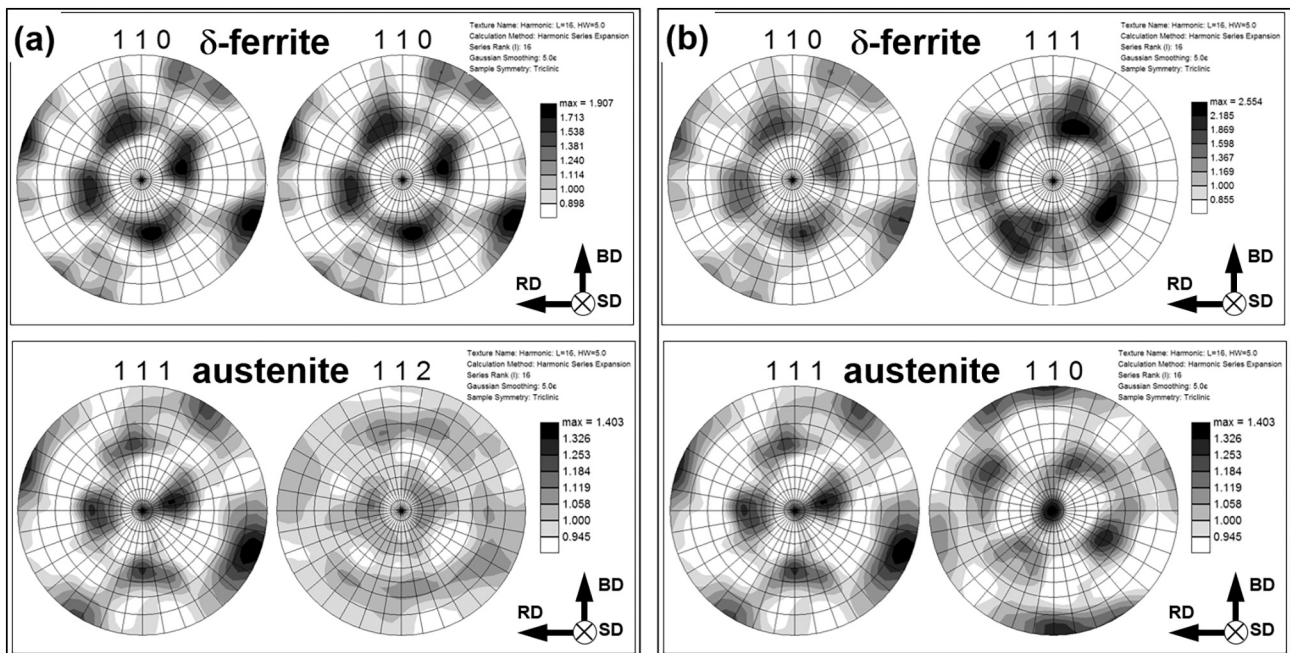 (a)
1 1 0 δ-ferrite 1 1 0
Texture Name: Harmonic: L=16, HW=5.0
Calculation Method: Harmonic Series Expansion
Series Rank (l): 16
Gaussian Smoothing: 5.0є
Sample Symmetry: Triclinic
max = 1.907
1.713
1.538
1.381
1.240
1.114
1.000
0.898
BD
RD
SD
1 1 1 austenite 1 1 2
Texture Name: Harmonic: L=16, HW=5.0
Calculation Method: Harmonic Series Expansion
Series Rank (l): 16
Gaussian Smoothing: 5.0є
Sample Symmetry: Triclinic
max = 1.403
1.326
1.253
1.184
1.119
1.058
1.000
0.945
BD
RD
SD
(b)
1 1 0 δ-ferrite 1 1 1
Texture Name: Harmonic: L=16, HW=5.0
Calculation Method: Harmonic Series Expansion
Series Rank (l): 16
Gaussian Smoothing: 5.0є
Sample Symmetry: Triclinic
max = 2.554
2.185
1.869
1.598
1.367
1.169
1.000
0.855
BD
RD
SD
1 1 1 austenite 1 1 0
Texture Name: Harmonic: L=16, HW=5.0
Calculation Method: Harmonic Series Expansion
Series Rank (l): 16
Gaussian Smoothing: 5.0є
Sample Symmetry: Triclinic
max = 1.403
1.326
1.253
1.184
1.119
1.058
1.000
0.945
BD
RD
SD